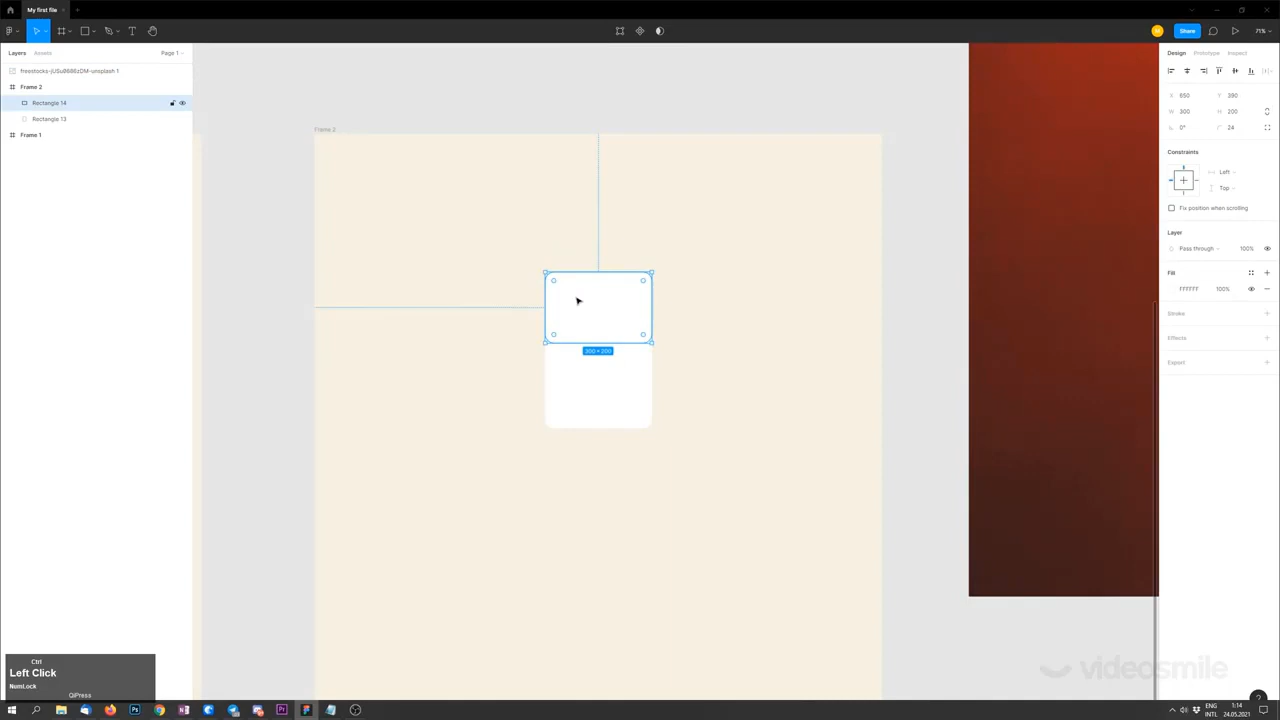 My first file
Share
71%
Layers
Assets
Page 1
Design
Prototype
Inspect
freestocks-jUSu8686zDM-unsplash 1
Frame 2
Rectangle 14
Rectangle 13
Frame 1
Frame 2
300 × 200
X 650
Y 390
W 300
H 200
0°
24
Constraints
Left
Top
Fix position when scrolling
Layer
Pass through
100%
Fill
FFFFFF
100%
Stroke
Effects
Export
Ctrl
Left Click
NumLock
QiPress
videosmile
?
ENG
INTL
1:14
24.05.2021